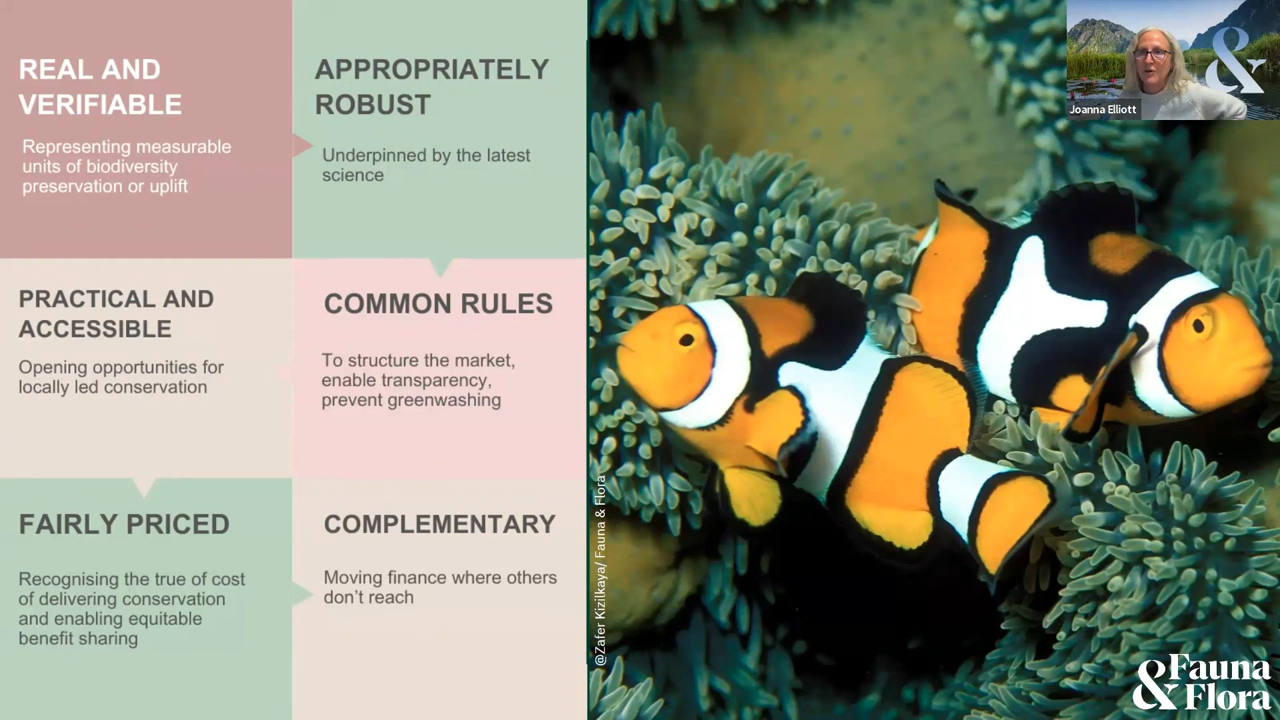 REAL AND
VERIFIABLE
Representing measurable
units of biodiversity
preservation or uplift
APPROPRIATELY
ROBUST
Underpinned by the latest
science
PRACTICAL AND
ACCESSIBLE
Opening opportunities for
locally led conservation
COMMON RULES
To structure the market,
enable transparency,
prevent greenwashing
FAIRLY PRICED
Recognising the true of cost
of delivering conservation
and enabling equitable
benefit sharing
COMPLEMENTARY
Moving finance where others
don’t reach
@Zafer Kizilkaya/ Fauna & Flora
&
Joanna Elliott
Fauna
& Flora